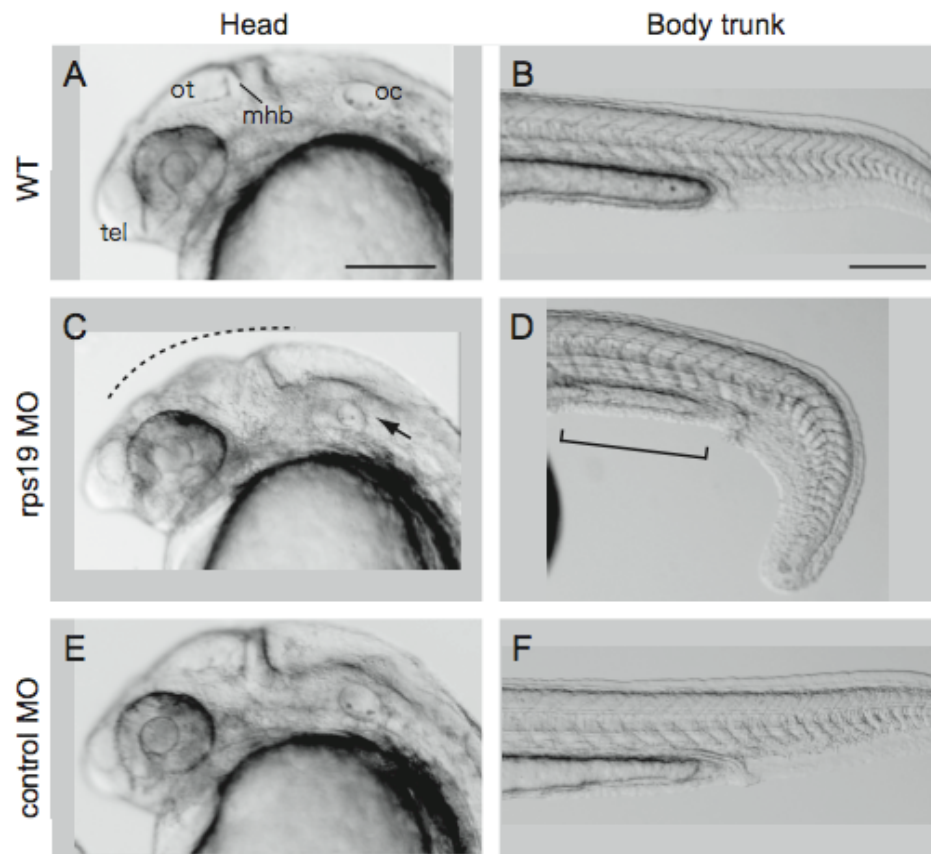 Head
Body trunk
WT
A
ot
mhb
oc
tel
B
rps19 MO
C
D
control MO
E
F